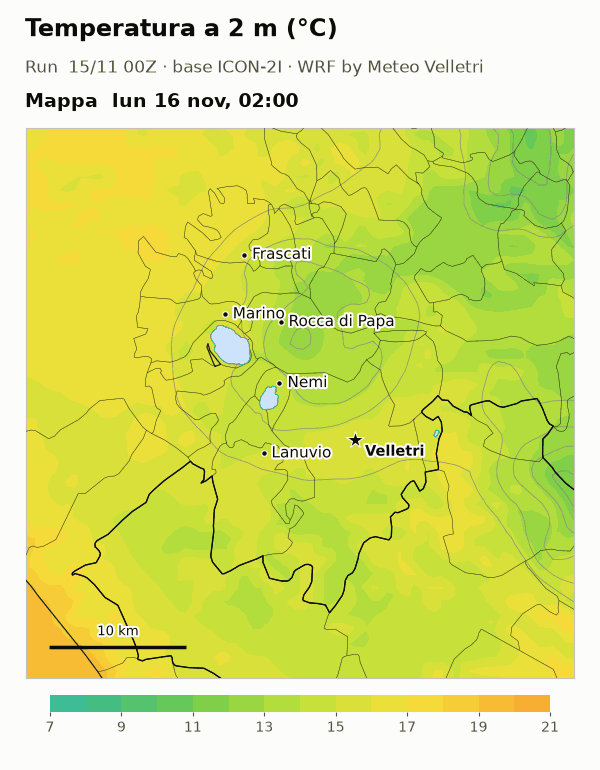 Temperatura a 2 m (°C)
Run  15/11 00Z · base ICON-2I · WRF by Meteo Velletri
Mappa  lun 16 nov, 02:00
Frascati
Marino
Rocca di Papa
Nemi
Velletri
Lanuvio
10 km
7 9 11 13 15 17 19 21